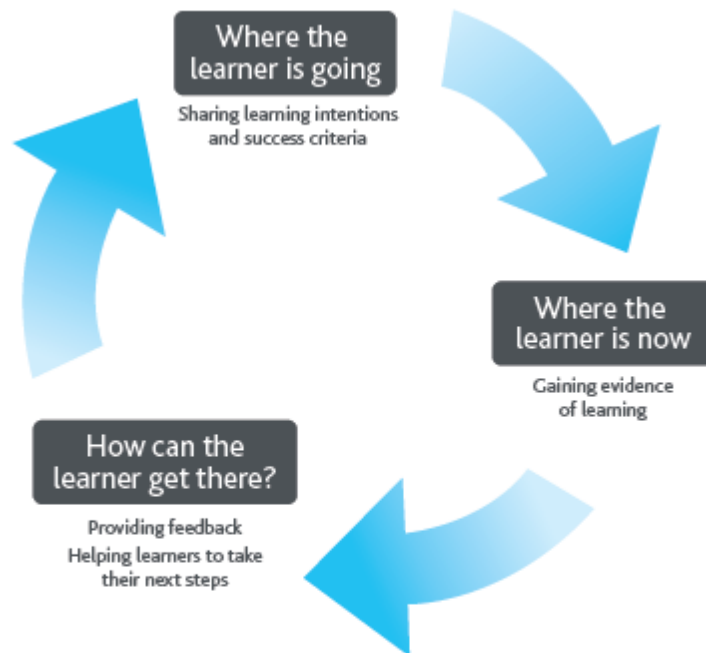 Where the
learner is going
Sharing learning intentions
and success criteria
Where the
learner is now
Gaining evidence
of learning
How can the
learner get there?
Providing feedback
Helping learners to take
their next steps